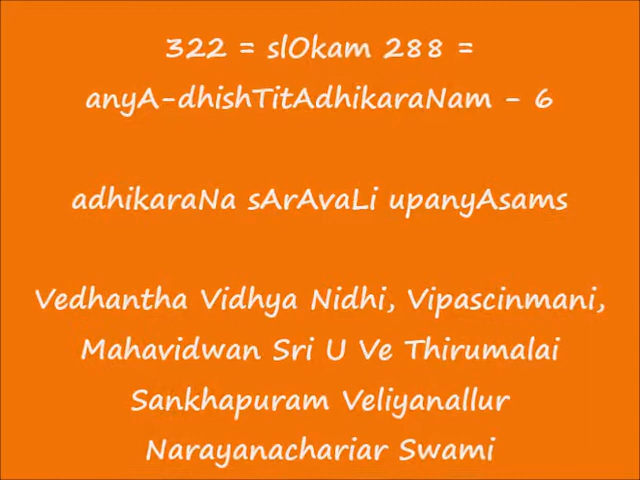 322 = slOkam 288 =
anyA-dhishTitAdhikaraNam - 6
adhikaraNa sArAvaLi upanyAsams
Vedhantha Vidhya Nidhi, Vipascinmani,
Mahavidwan Sri U Ve Thirumalai
Sankhapuram Veliyanallur
Narayanachariar Swami